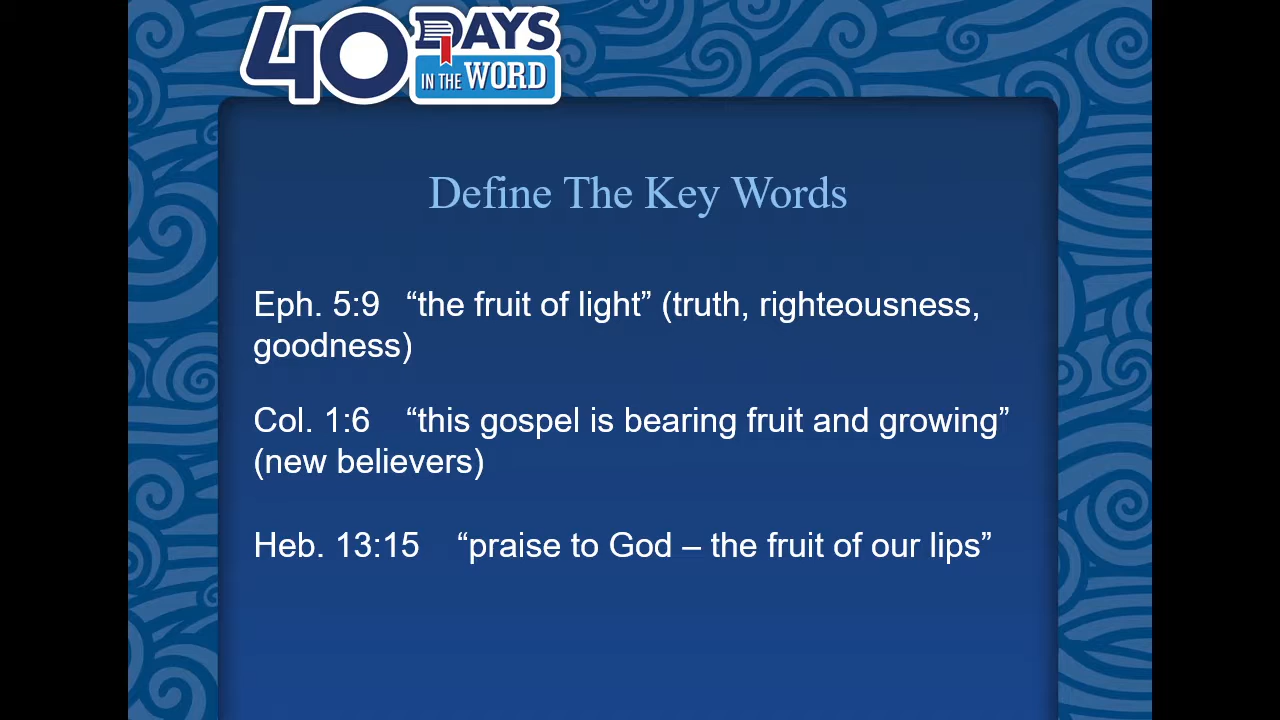 40 DAYS
IN THE WORD
Define The Key Words
Eph. 5:9 “the fruit of light” (truth, righteousness,
goodness)
Col. 1:6 “this gospel is bearing fruit and growing”
(new believers)
Heb. 13:15 “praise to God – the fruit of our lips”